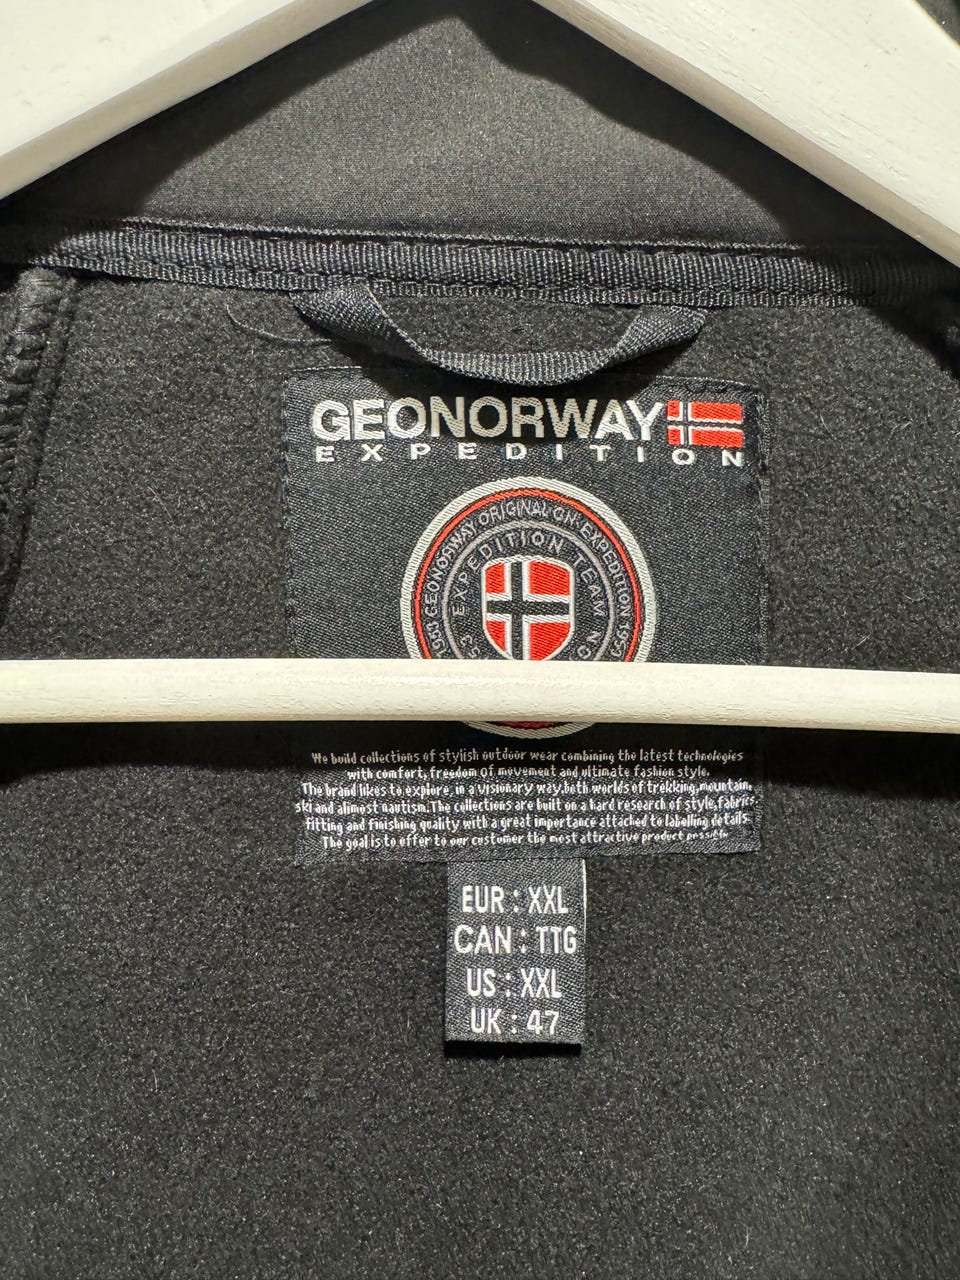 GEONORWAY
EXPEDITION
GEONORWAY ORIGINAL GN. EXPEDITION
EXPEDITION TEAM
We build collections of stylish outdoor wear combining the latest technologies
with comfort, freedom of movement and ultimate fashion style.
The brand likes to explore, in a visionary way, both worlds of trekking, mountain,
ski and almost nautism. The collections are built on a hard research of style, fabrics
fitting and finishing quality with a great importance attached to labelling details.
The goal is to offer to our customer the most attractive product possible
EUR : XXL
CAN : TTG
US : XXL
UK : 47